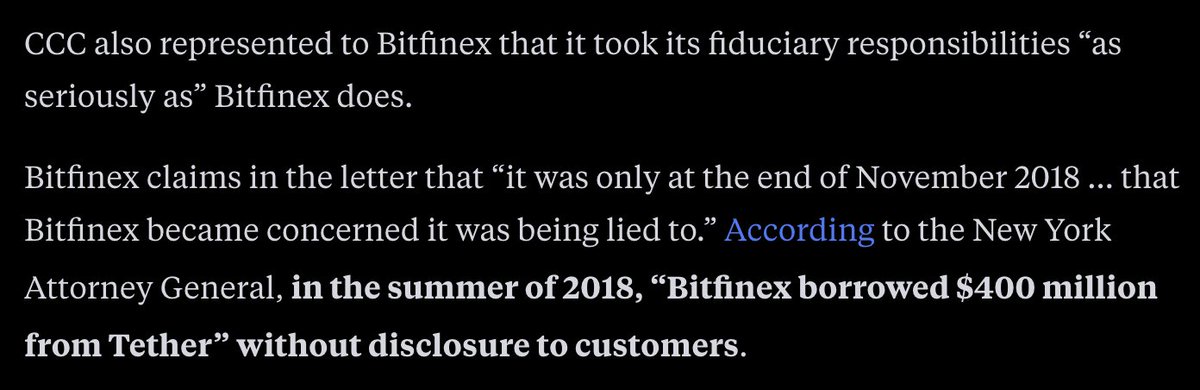 CCC also represented to Bitfinex that it took its fiduciary responsibilities “as
seriously as” Bitfinex does.
Bitfinex claims in the letter that “it was only at the end of November 2018 ... that
Bitfinex became concerned it was being lied to.” According to the New York
Attorney General, in the summer of 2018, “Bitfinex borrowed $400 million
from Tether” without disclosure to customers.